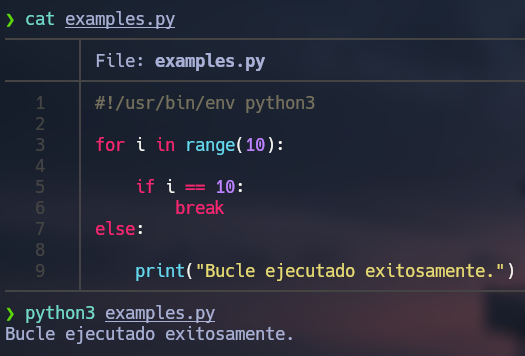 ❯ cat examples.py
File: examples.py
1 #!/usr/bin/env python3
2
3 for i in range(10):
4
5     if i == 10:
6         break
7 else:
8
9     print("Bucle ejecutado exitosamente.")
❯ python3 examples.py
Bucle ejecutado exitosamente.